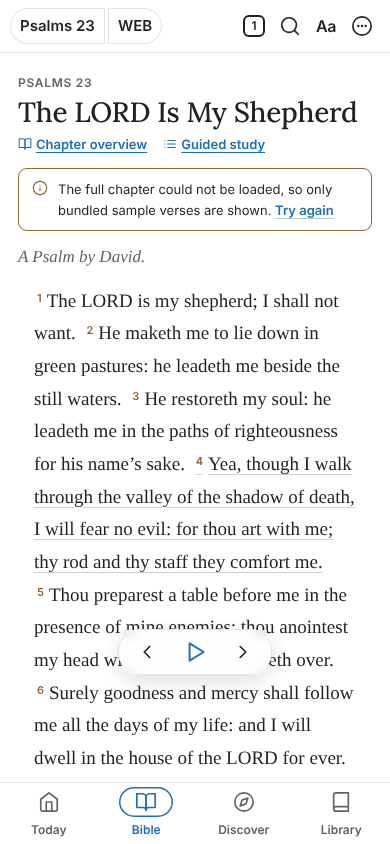 Psalms 23 WEB 1 Aa
PSALMS 23
The LORD Is My Shepherd
Chapter overview Guided study
The full chapter could not be loaded, so only
bundled sample verses are shown. Try again
A Psalm by David.
1 The LORD is my shepherd; I shall not
want. 2 He maketh me to lie down in
green pastures: he leadeth me beside the
still waters. 3 He restoreth my soul: he
leadeth me in the paths of righteousness
for his name’s sake. 4 Yea, though I walk
through the valley of the shadow of death,
I will fear no evil: for thou art with me;
thy rod and thy staff they comfort me.
5 Thou preparest a table before me in the
presence of mine enemies: thou anointest
my head eth over.
6 Surely goodness and mercy shall follow
me all the days of my life: and I will
dwell in the house of the LORD for ever.
Today Bible Discover Library